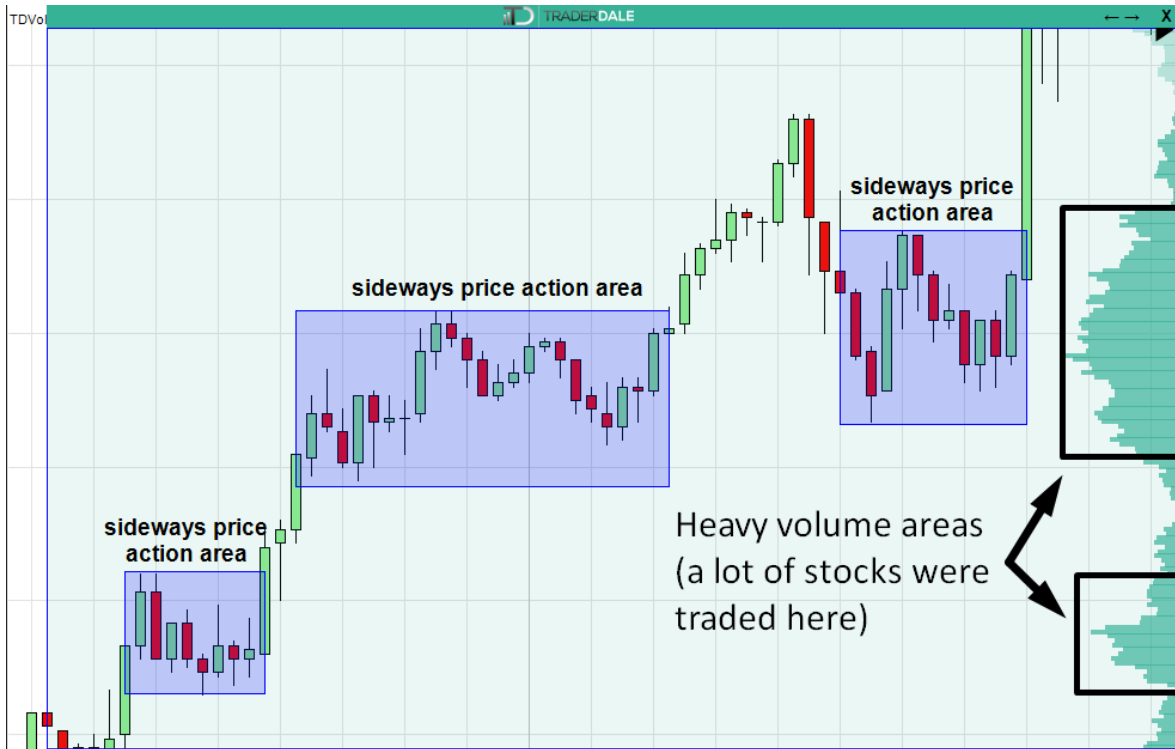 TDVol
TRADERDALE
X
sideways price
action area
sideways price action area
sideways price
action area
Heavy volume areas
(a lot of stocks were
traded here)